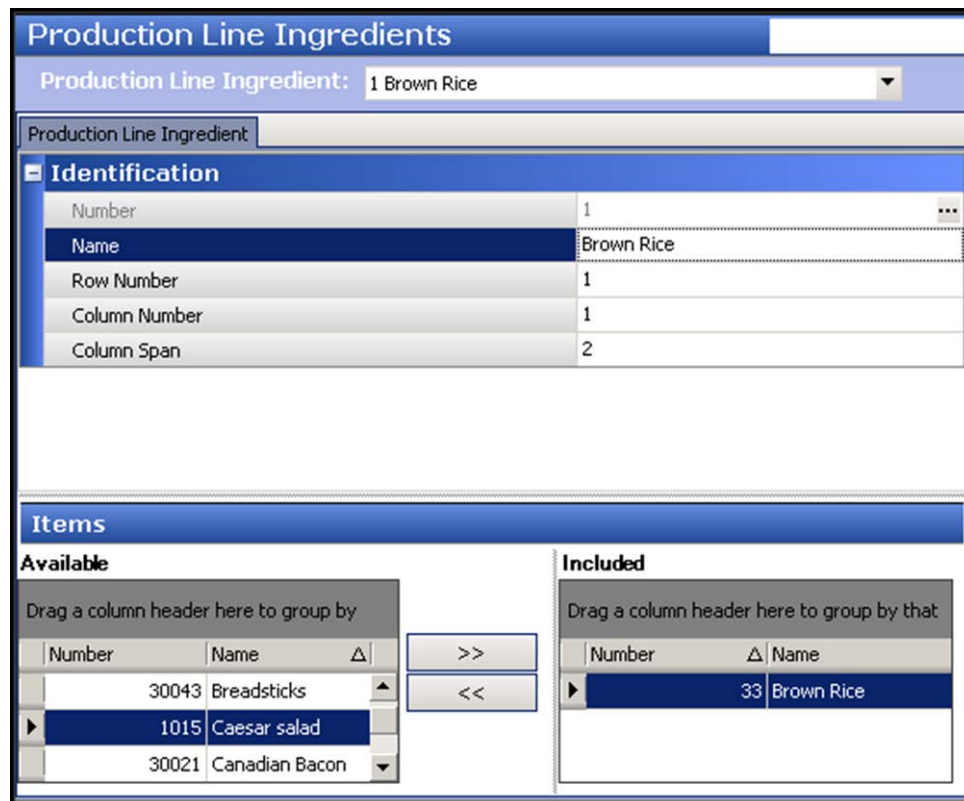 Production Line Ingredients
Production Line Ingredient: 1 Brown Rice
Production Line Ingredient
Identification
Number 1 ...
Name Brown Rice
Row Number 1
Column Number 1
Column Span 2
Items
Available
Drag a column header here to group by
Number Name
30043 Breadsticks
1015 Caesar salad
30021 Canadian Bacon
>>
<<
Included
Drag a column header here to group by that
Number Name
33 Brown Rice